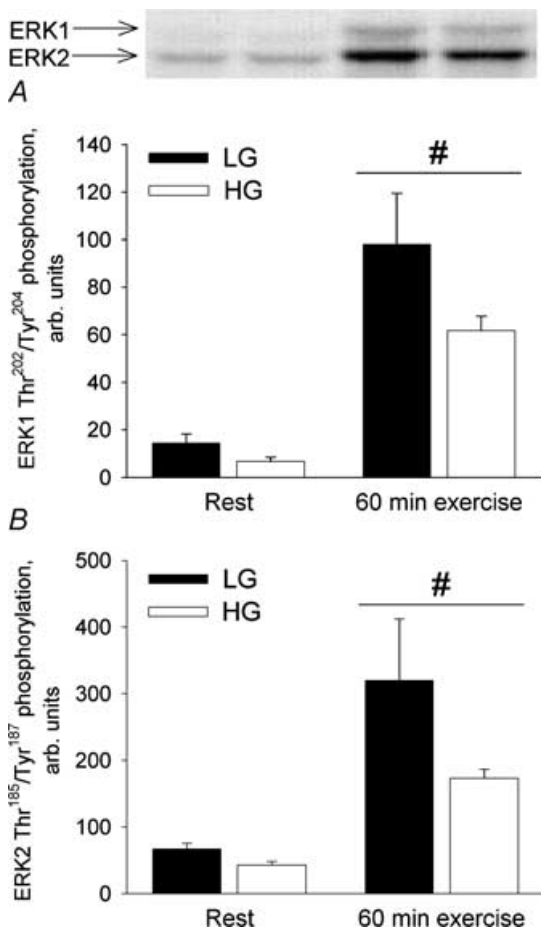 ERK1
ERK2
A
ERK1 Thr202/Tyr204 phosphorylation,
arb. units
140
120
100
80
60
40
20
0
LG
HG
#
Rest
60 min exercise
B
ERK2 Thr185/Tyr187 phosphorylation,
arb. units
500
400
300
200
100
0
LG
HG
#
Rest
60 min exercise